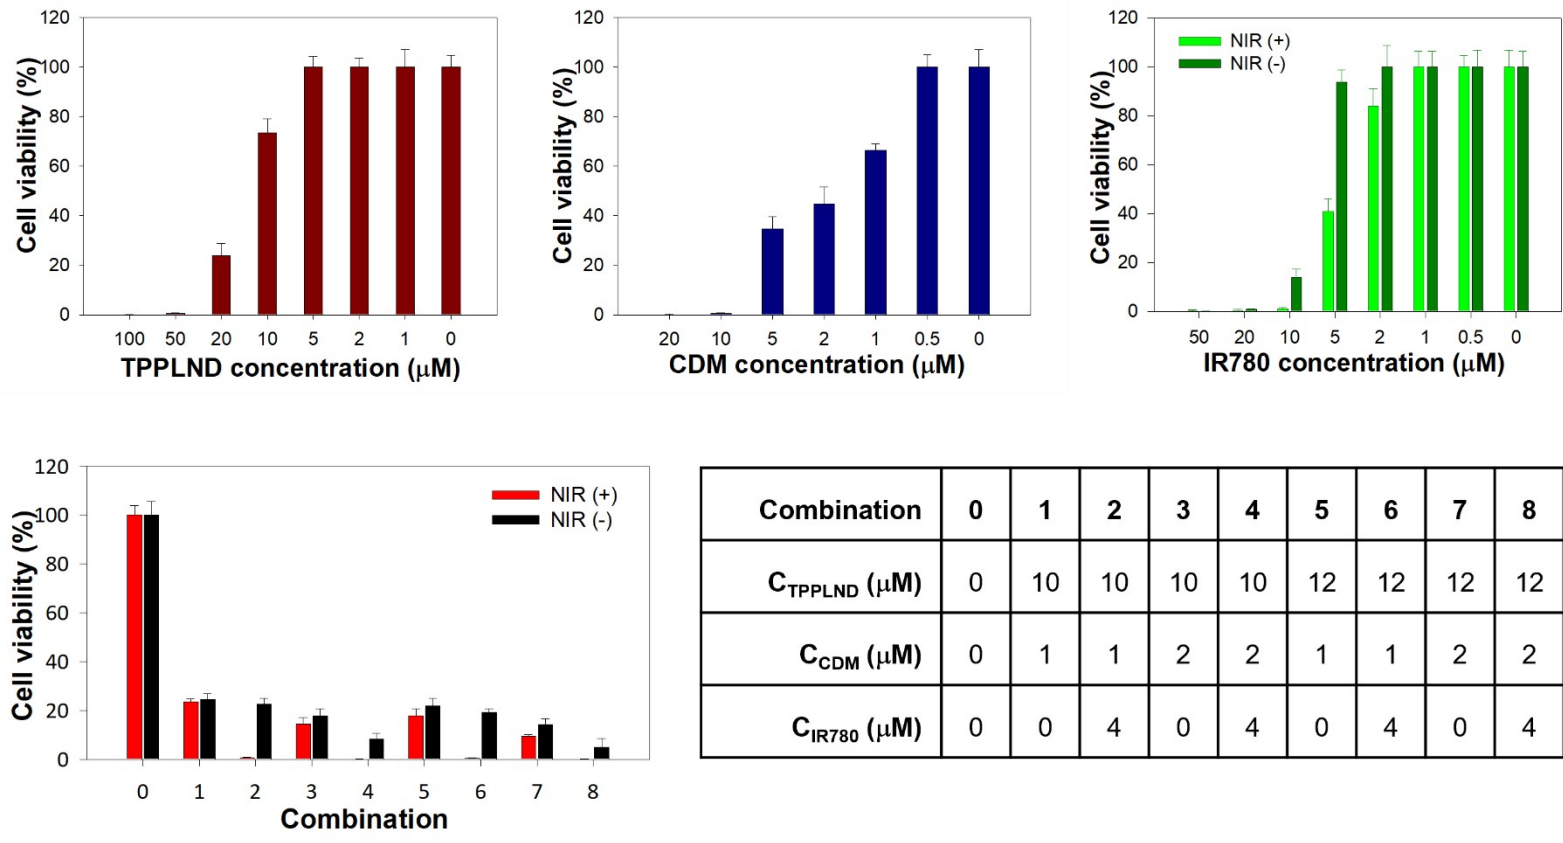 120
100
80
60
40
20
0
Cell viability (%)
100 50 20 10 5 2 1 0
TPPLND concentration (μM)
120
100
80
60
40
20
0
Cell viability (%)
20 10 5 2 1 0.5 0
CDM concentration (μM)
120
100
80
60
40
20
0
Cell viability (%)
NIR (+)
NIR (-)
50 20 10 5 2 1 0.5 0
IR780 concentration (μM)
120
100
80
60
40
20
0
Cell viability (%)
NIR (+)
NIR (-)
0 1 2 3 4 5 6 7 8
Combination
Combination 0 1 2 3 4 5 6 7 8
CTPPLND (μM) 0 10 10 10 10 12 12 12 12
CCDM (μM) 0 1 1 2 2 1 1 2 2
CIR780 (μM) 0 0 4 0 4 0 4 0 4